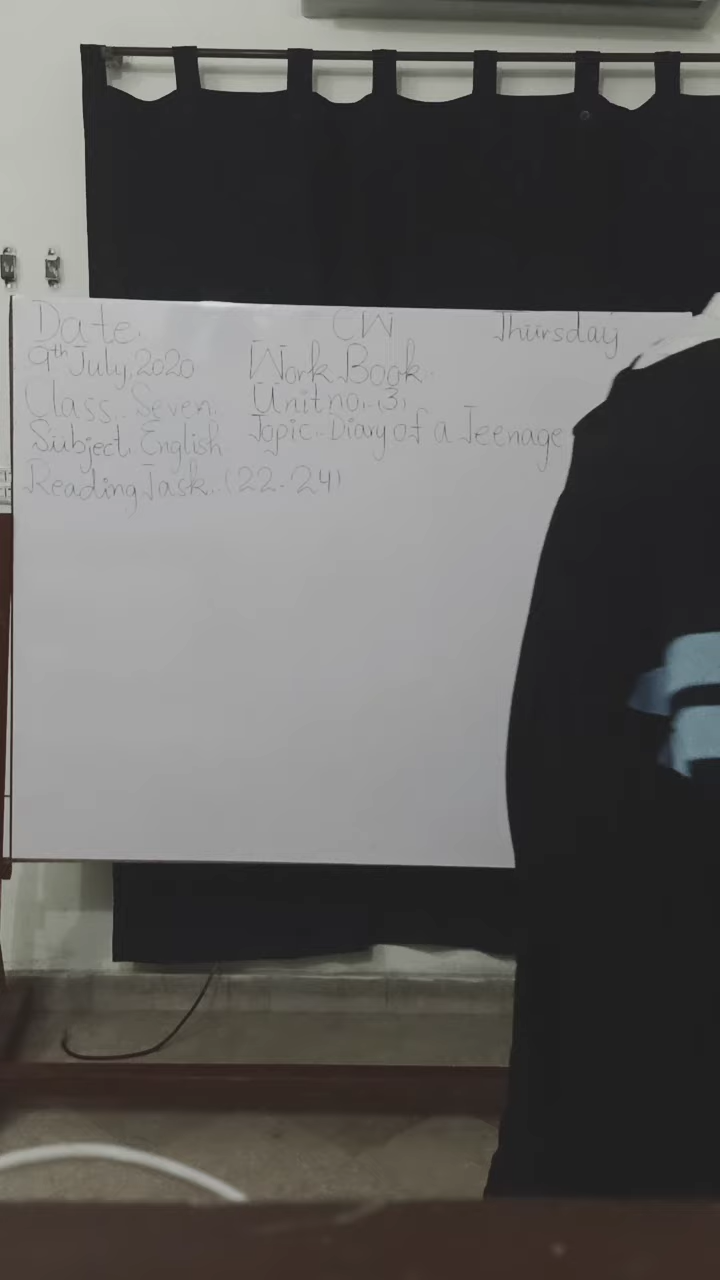 Date. CW Thursday
9th July, 2020 Work Book.
Class. Seven. Unit no. 3.
Subject. English Topic. Diary of a Teenage
Reading Task. (22-24)